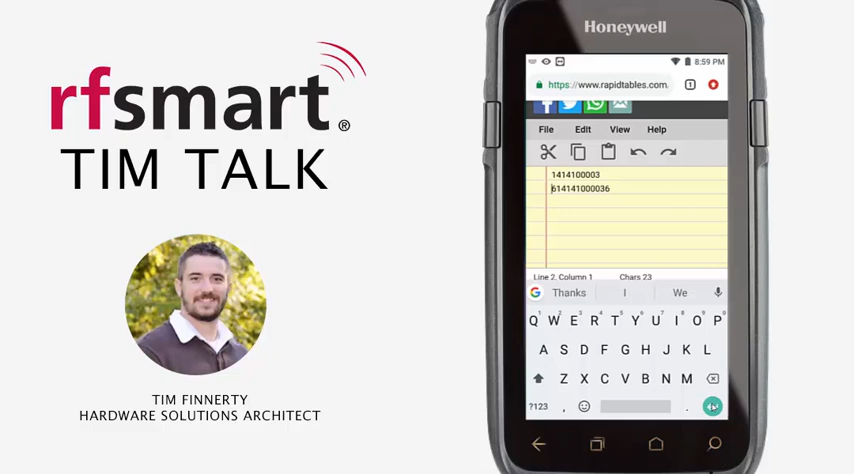 rfsmart®
TIM TALK
TIM FINNERTY
HARDWARE SOLUTIONS ARCHITECT
Honeywell
8:59 PM
https://www.rapidtables.com
1
File Edit View Help
1414100003
614141000036
Line 2, Column 1 Chars 23
G Thanks I We
Q W E R T Y U I O P
A S D F G H J K L
Z X C V B N M
?123 , .